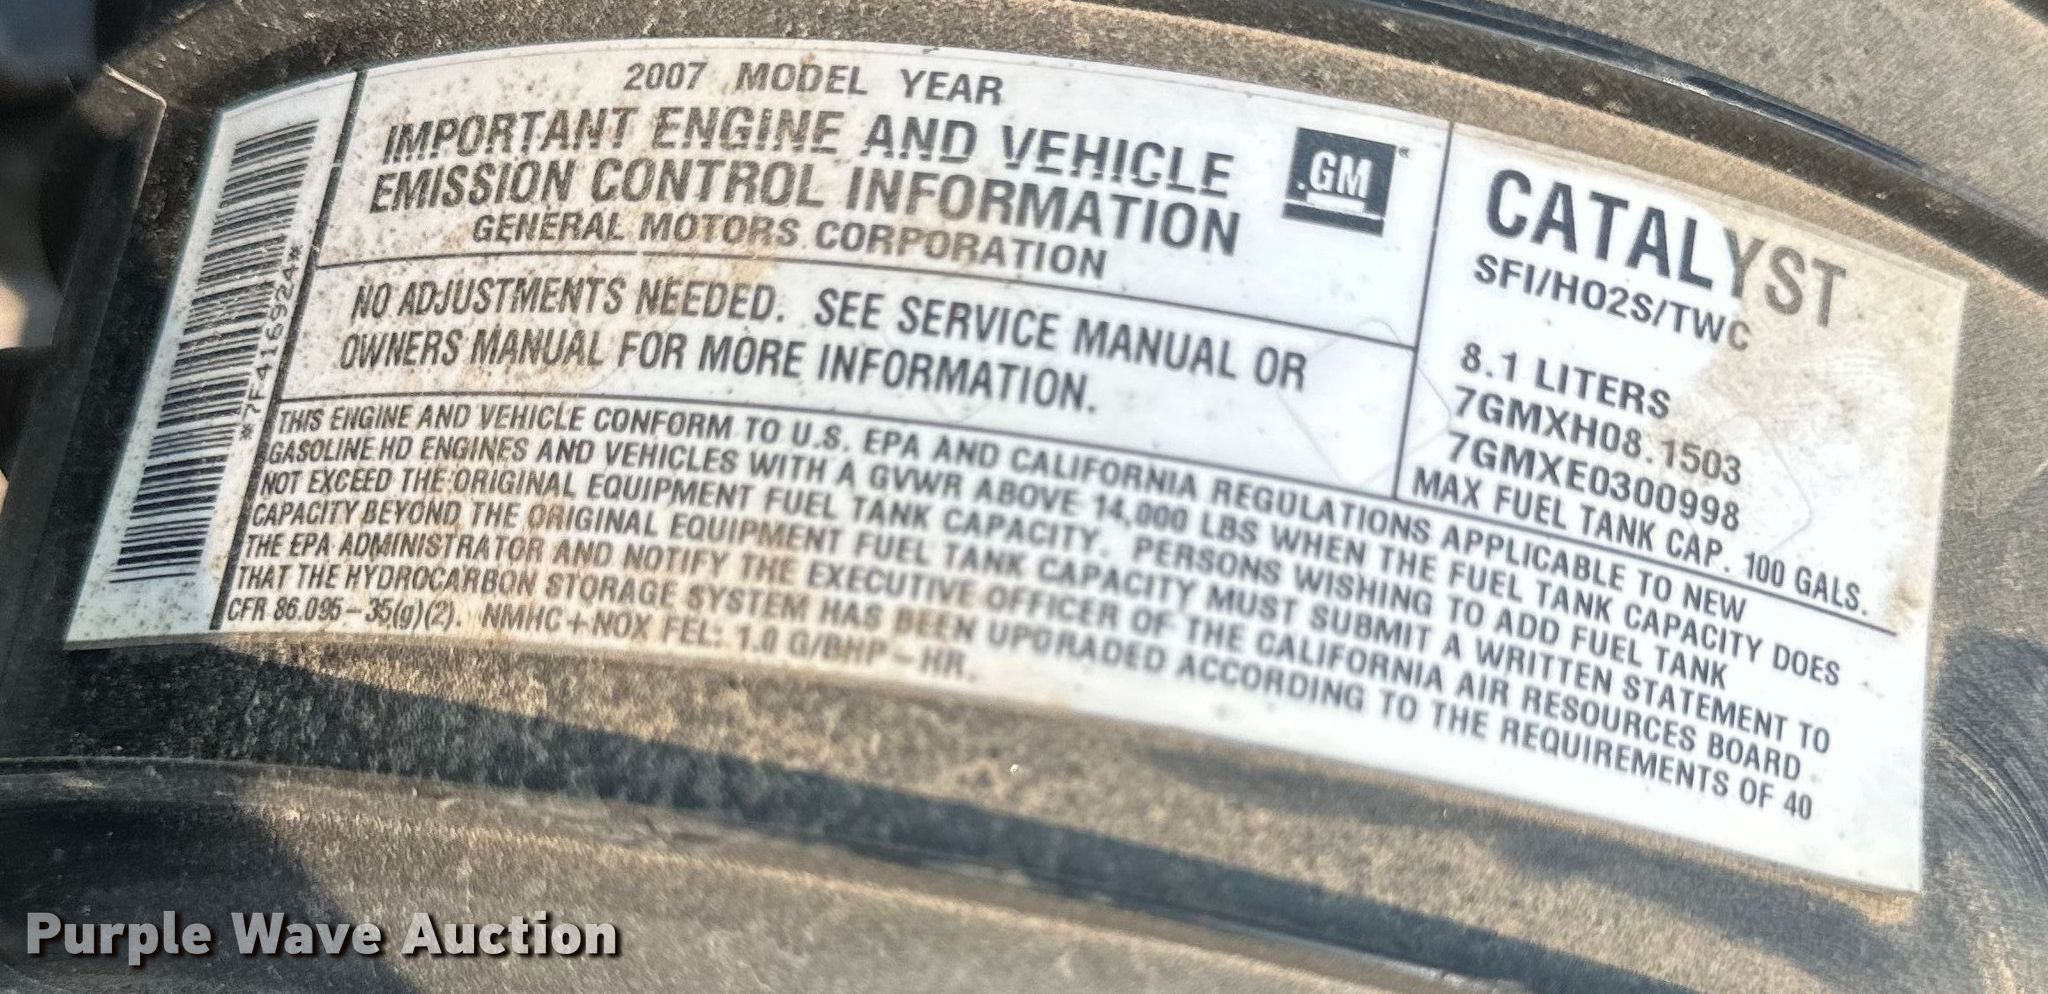 2007 MODEL YEAR
IMPORTANT ENGINE AND VEHICLE
EMISSION CONTROL INFORMATION
GENERAL MOTORS CORPORATION
GM®
NO ADJUSTMENTS NEEDED. SEE SERVICE MANUAL OR
OWNERS MANUAL FOR MORE INFORMATION.
CATALYST
SFI/HO2S/TWC
8.1 LITERS
7GMXH08.1503
7GMXE0300998
MAX FUEL TANK CAP. 100 GALS.
THIS ENGINE AND VEHICLE CONFORM TO U.S. EPA AND CALIFORNIA REGULATIONS APPLICABLE TO NEW
GASOLINE HD ENGINES AND VEHICLES WITH A GVWR ABOVE 14,000 LBS WHEN THE FUEL TANK CAPACITY DOES
NOT EXCEED THE ORIGINAL EQUIPMENT FUEL TANK CAPACITY. PERSONS WISHING TO ADD FUEL TANK
CAPACITY BEYOND THE ORIGINAL EQUIPMENT FUEL TANK CAPACITY MUST SUBMIT A WRITTEN STATEMENT TO
THE EPA ADMINISTRATOR AND NOTIFY THE EXECUTIVE OFFICER OF THE CALIFORNIA AIR RESOURCES BOARD
THAT THE HYDROCARBON STORAGE SYSTEM HAS BEEN UPGRADED ACCORDING TO THE REQUIREMENTS OF 40
CFR 86.095-35(g)(2). NMHC+NOX FEL: 1.0 G/BHP-HR.
*7FF416924*
Purple Wave Auction